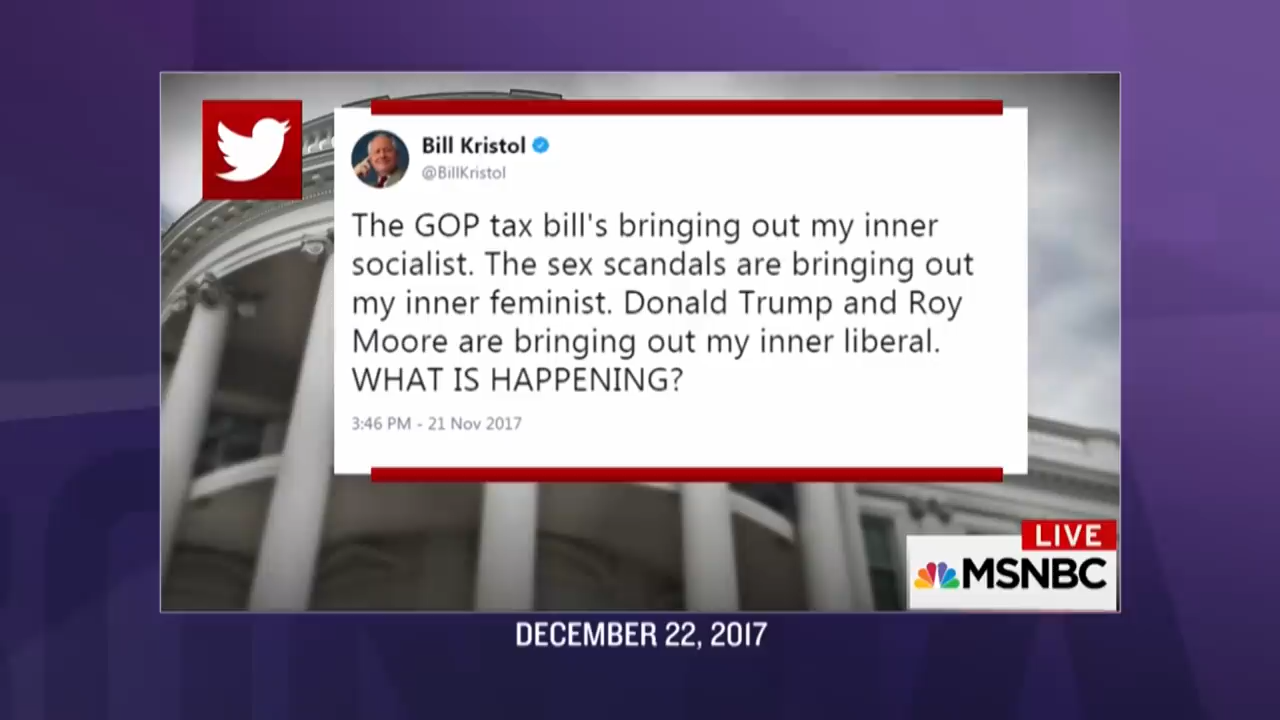 Bill Kristol
@BillKristol
The GOP tax bill's bringing out my inner
socialist. The sex scandals are bringing out
my inner feminist. Donald Trump and Roy
Moore are bringing out my inner liberal.
WHAT IS HAPPENING?
3:46 PM - 21 Nov 2017
LIVE
MSNBC
DECEMBER 22, 2017